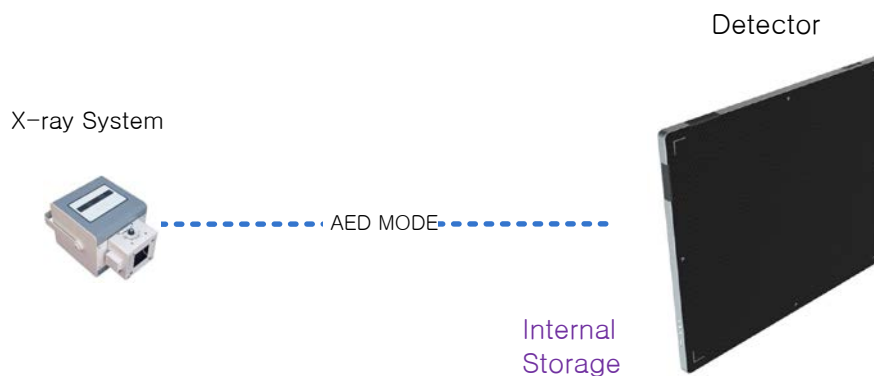 Detector
X-ray System
AED MODE
Internal
Storage